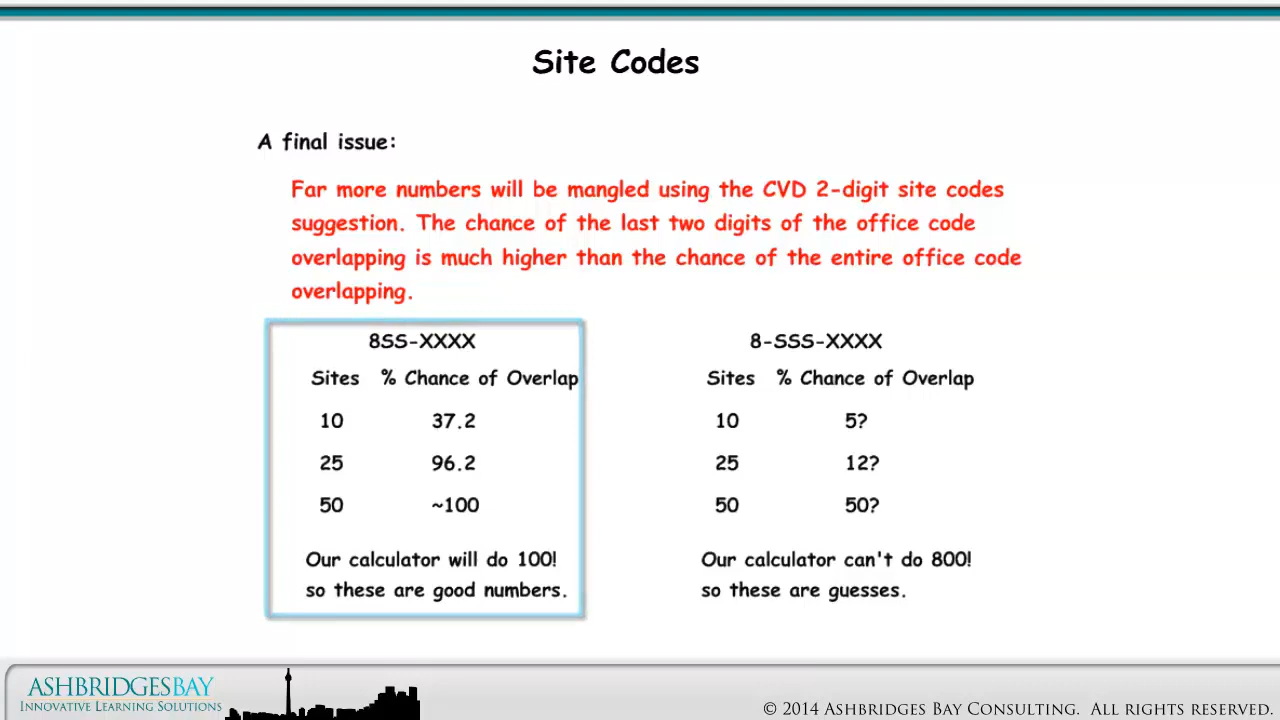 Site Codes
A final issue:
Far more numbers will be mangled using the CVD 2-digit site codes
suggestion. The chance of the last two digits of the office code
overlapping is much higher than the chance of the entire office code
overlapping.
8SS-XXXX
Sites % Chance of Overlap
10 37.2
25 96.2
50 ~100
Our calculator will do 100!
so these are good numbers.
8-SSS-XXXX
Sites % Chance of Overlap
10 5?
25 12?
50 50?
Our calculator can't do 800!
so these are guesses.
ASHBRIDGESBAY
INNOVATIVE LEARNING SOLUTIONS
© 2014 ASHBRIDGES BAY CONSULTING. ALL RIGHTS RESERVED.